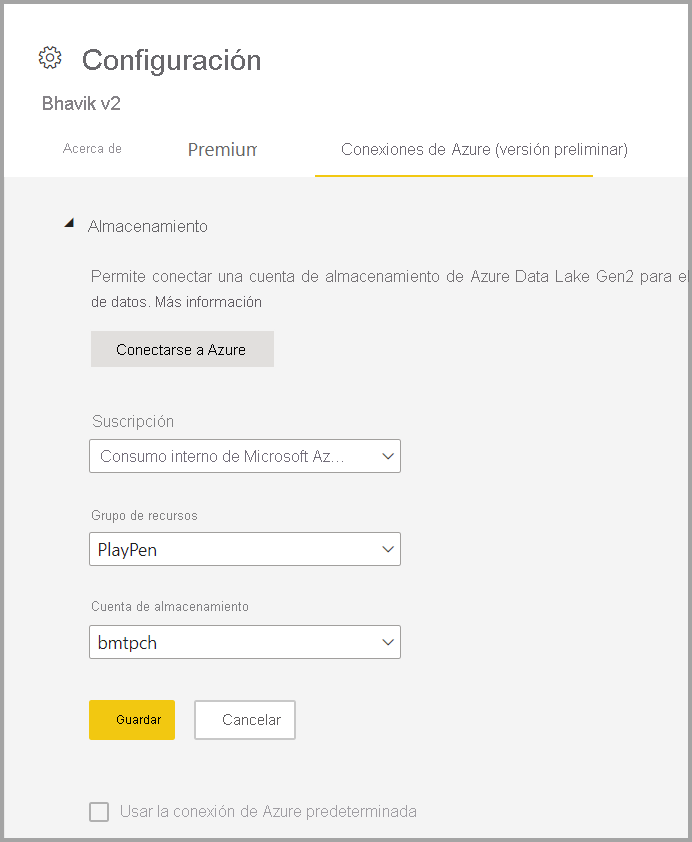 Configuración
Bhavik v2
Acerca de Premium Conexiones de Azure (versión preliminar)
Almacenamiento
Permite conectar una cuenta de almacenamiento de Azure Data Lake Gen2 para el
de datos. Más información
Conectarse a Azure
Suscripción
Consumo interno de Microsoft Az...
Grupo de recursos
PlayPen
Cuenta de almacenamiento
bmtpch
Guardar Cancelar
Usar la conexión de Azure predeterminada